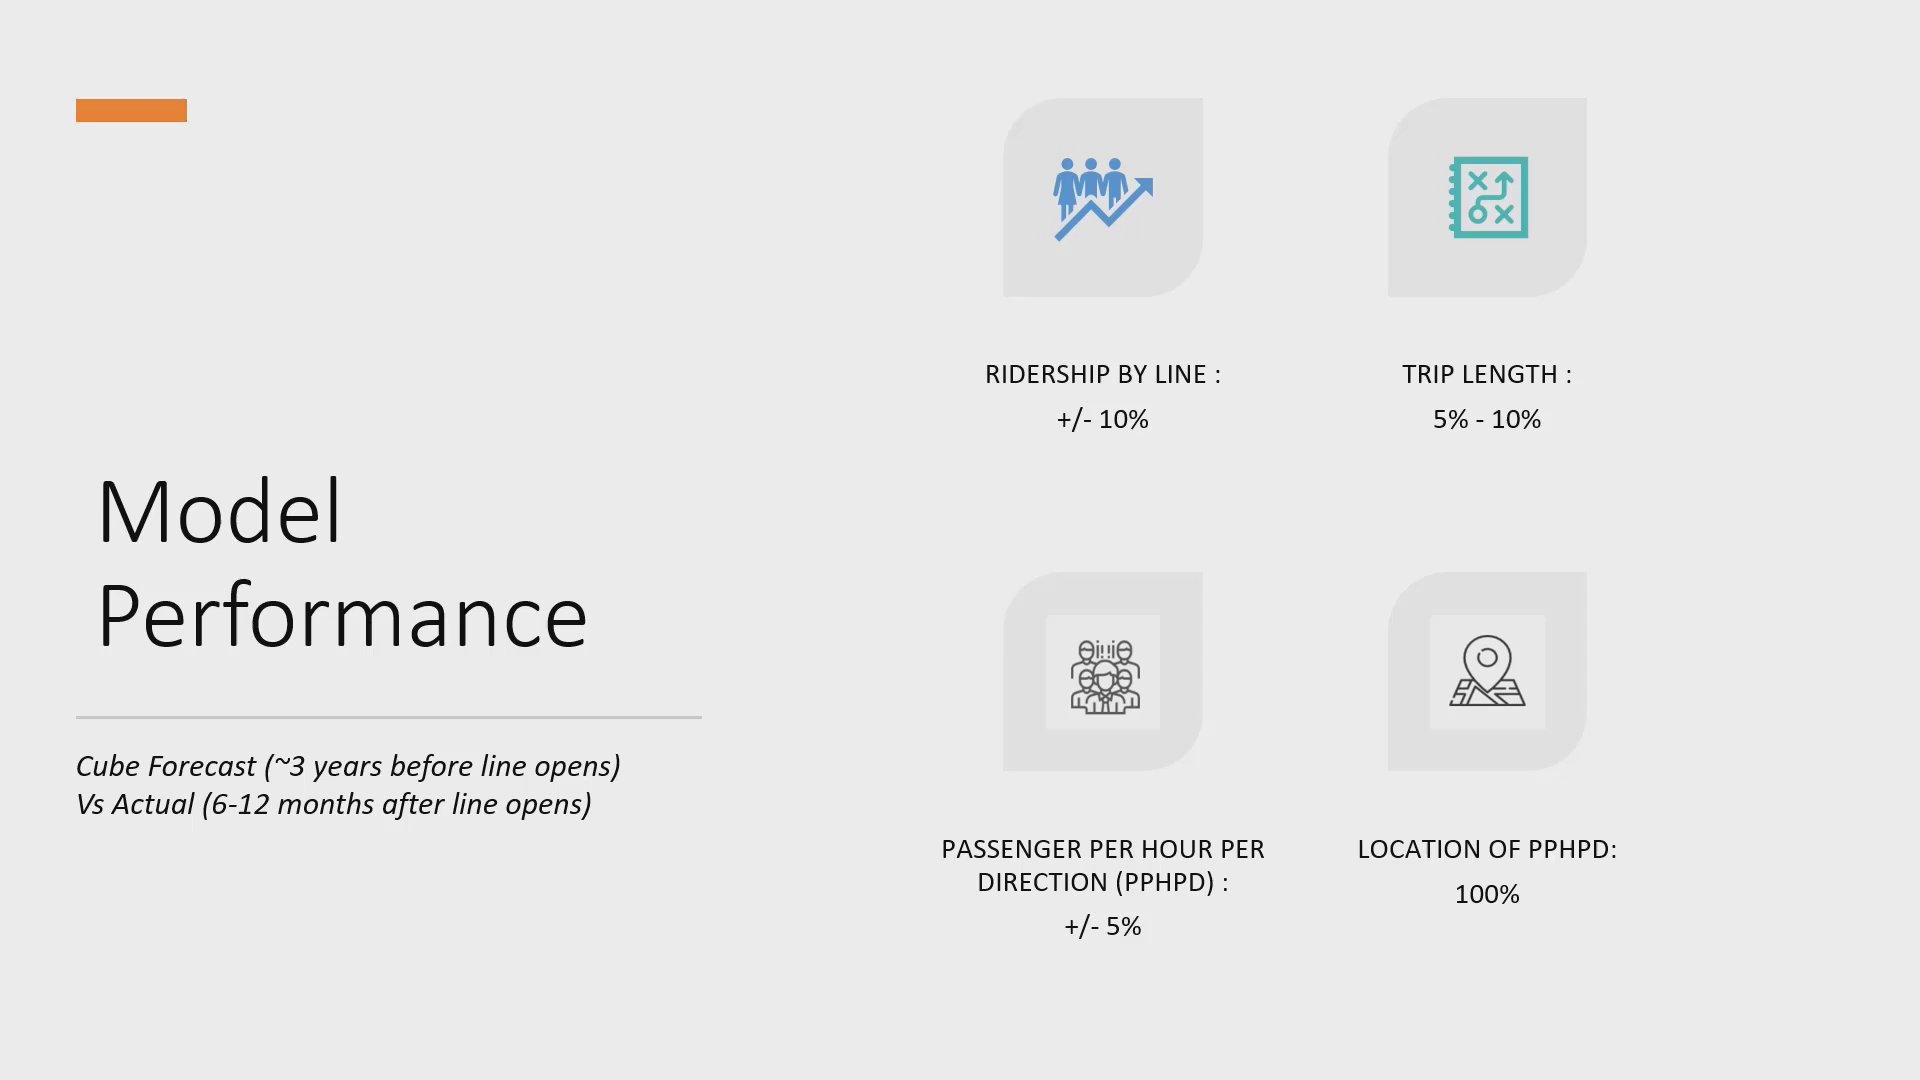 Model
Performance
Cube Forecast (~3 years before line opens)
Vs Actual (6-12 months after line opens)
RIDERSHIP BY LINE :
+/- 10%
TRIP LENGTH :
5% - 10%
PASSENGER PER HOUR PER
DIRECTION (PPHPD) :
+/- 5%
LOCATION OF PPHPD:
100%